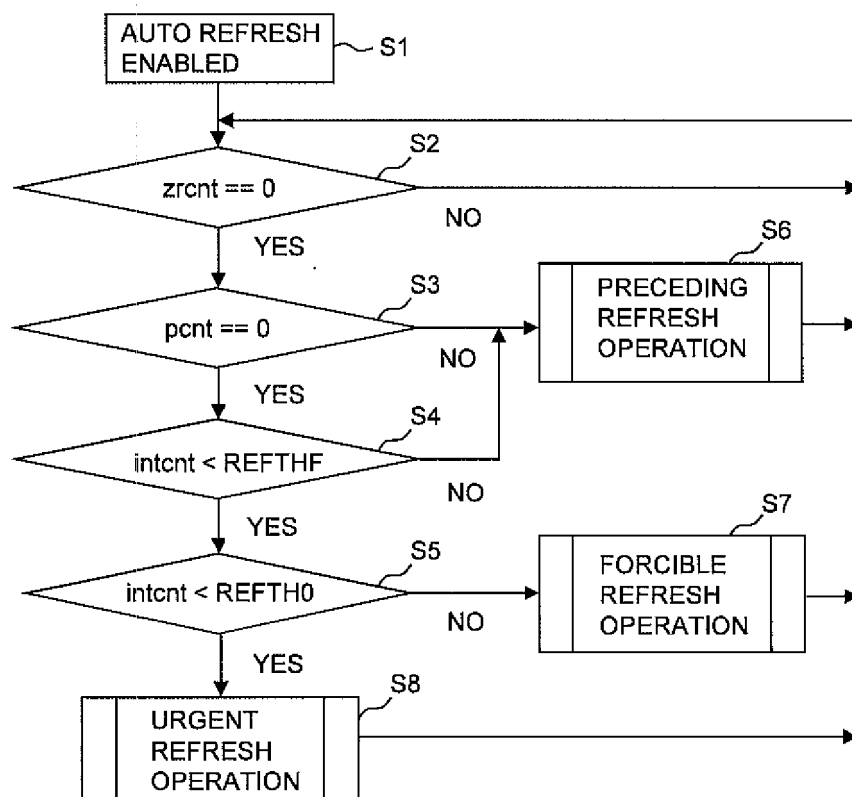 AUTO REFRESH
ENABLED
S1
S2
zrcnt == 0
NO
YES
S3
pcnt == 0
NO
YES
S6
PRECEDING
REFRESH
OPERATION
S4
intcnt < REFTHF
NO
YES
S5
intcnt < REFTH0
NO
YES
S7
FORCIBLE
REFRESH
OPERATION
S8
URGENT
REFRESH
OPERATION